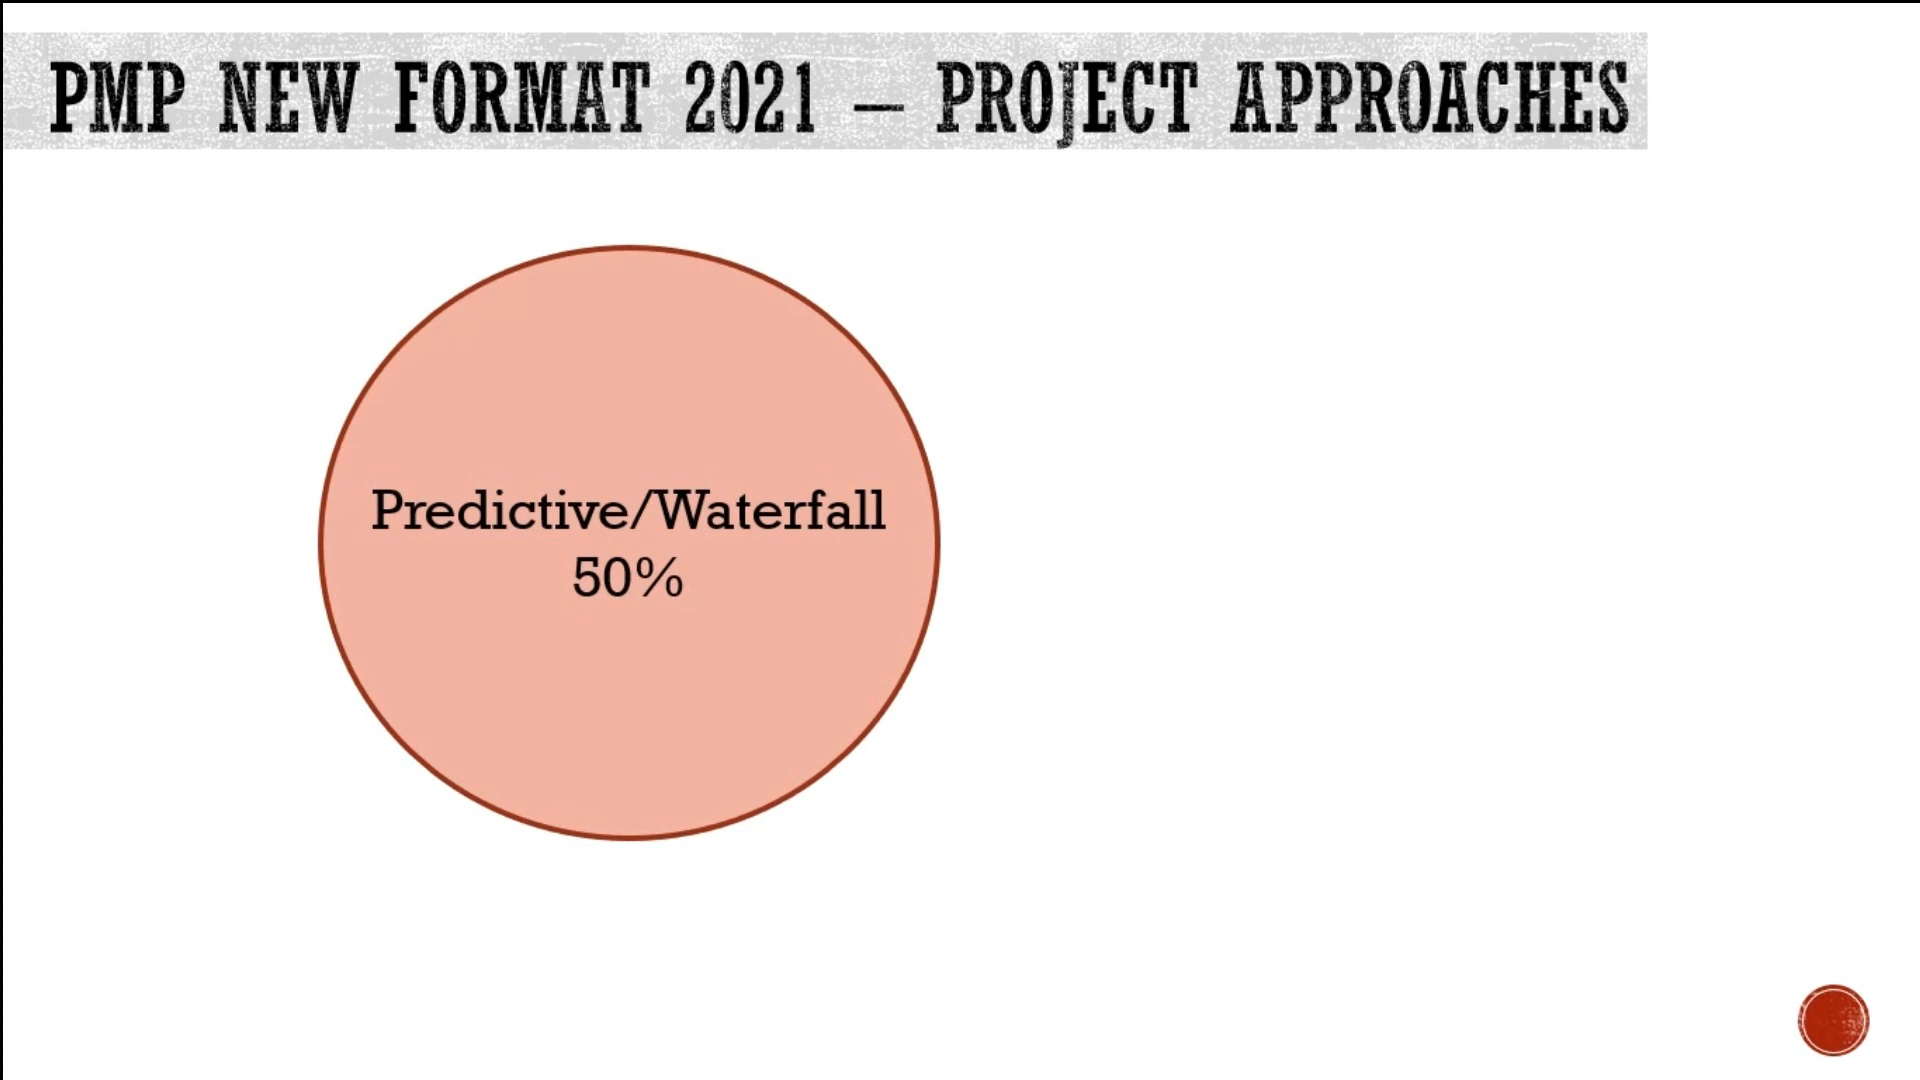 PMP NEW FORMAT 2021 – PROJECT APPROACHES
Predictive/Waterfall
50%